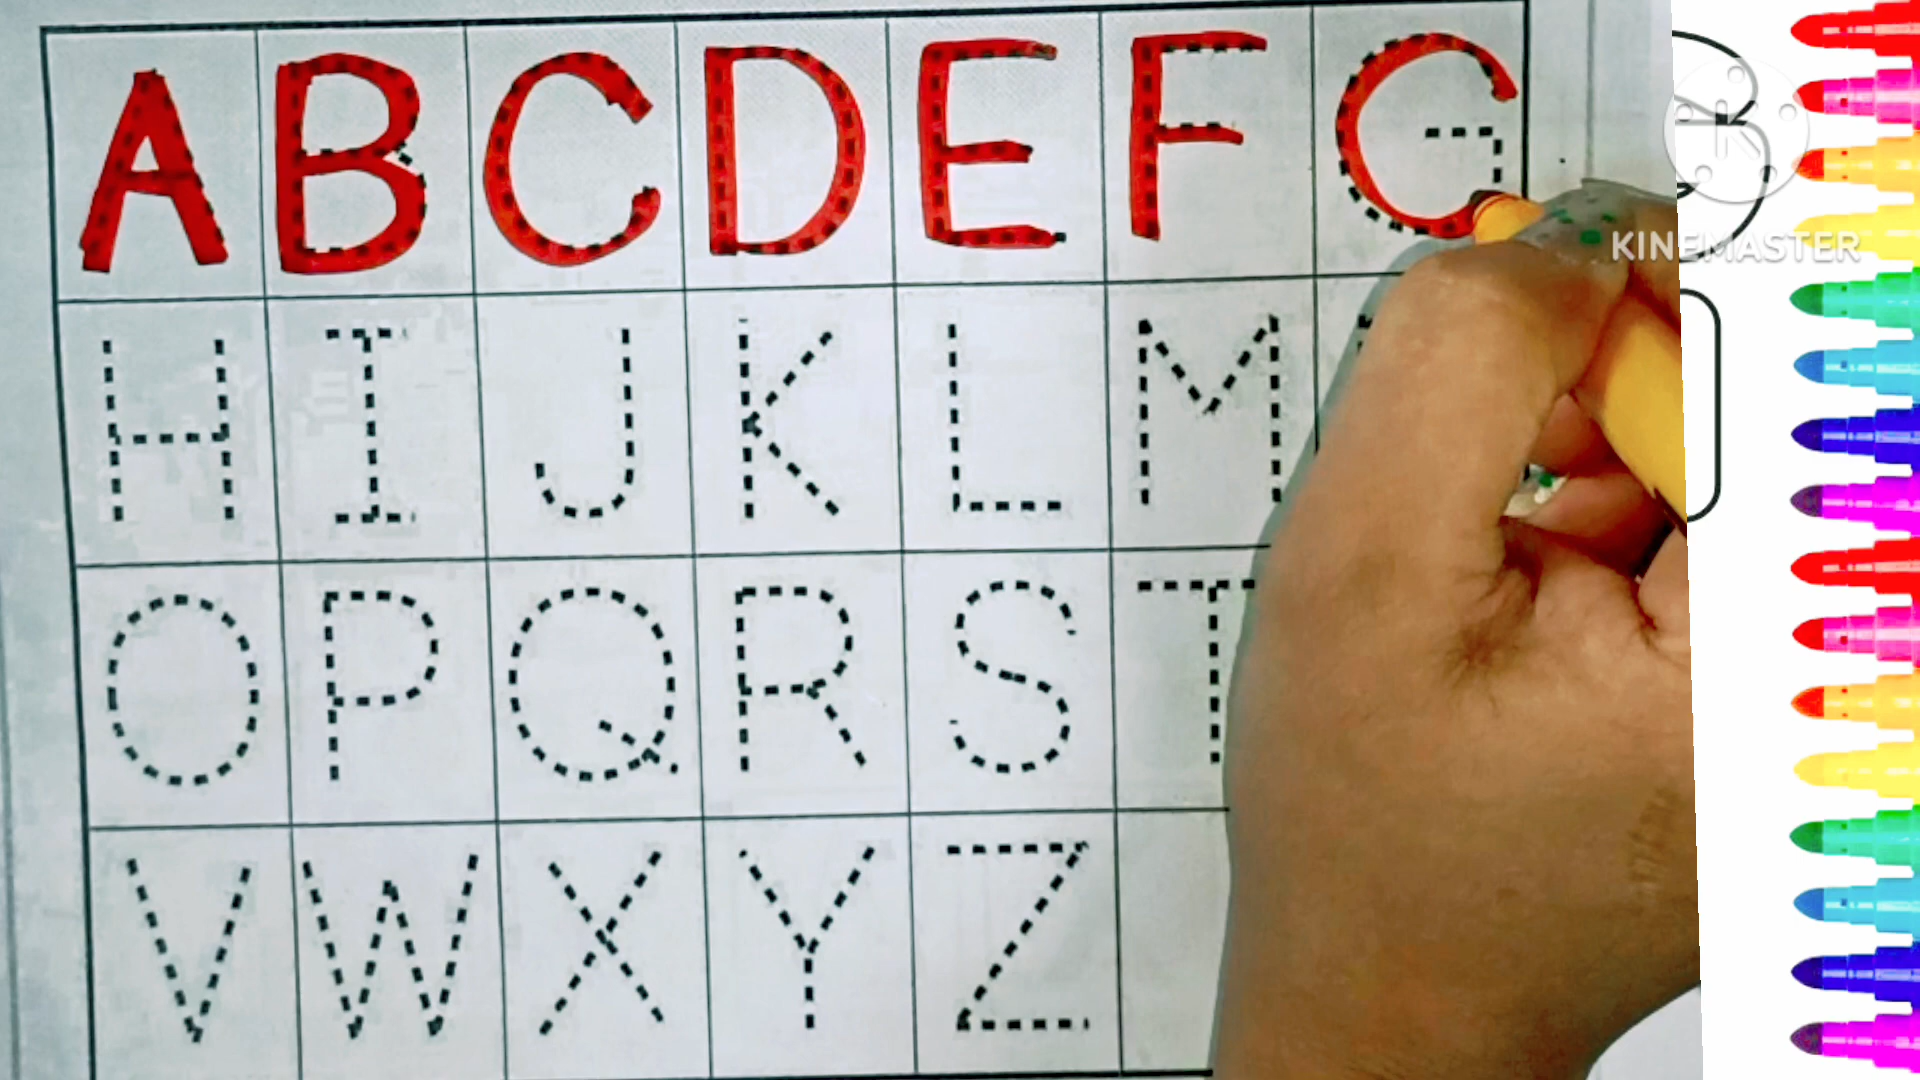 A B C D E F G
H I J K L M
O P Q R S T
V W X Y Z
KINEMASTER